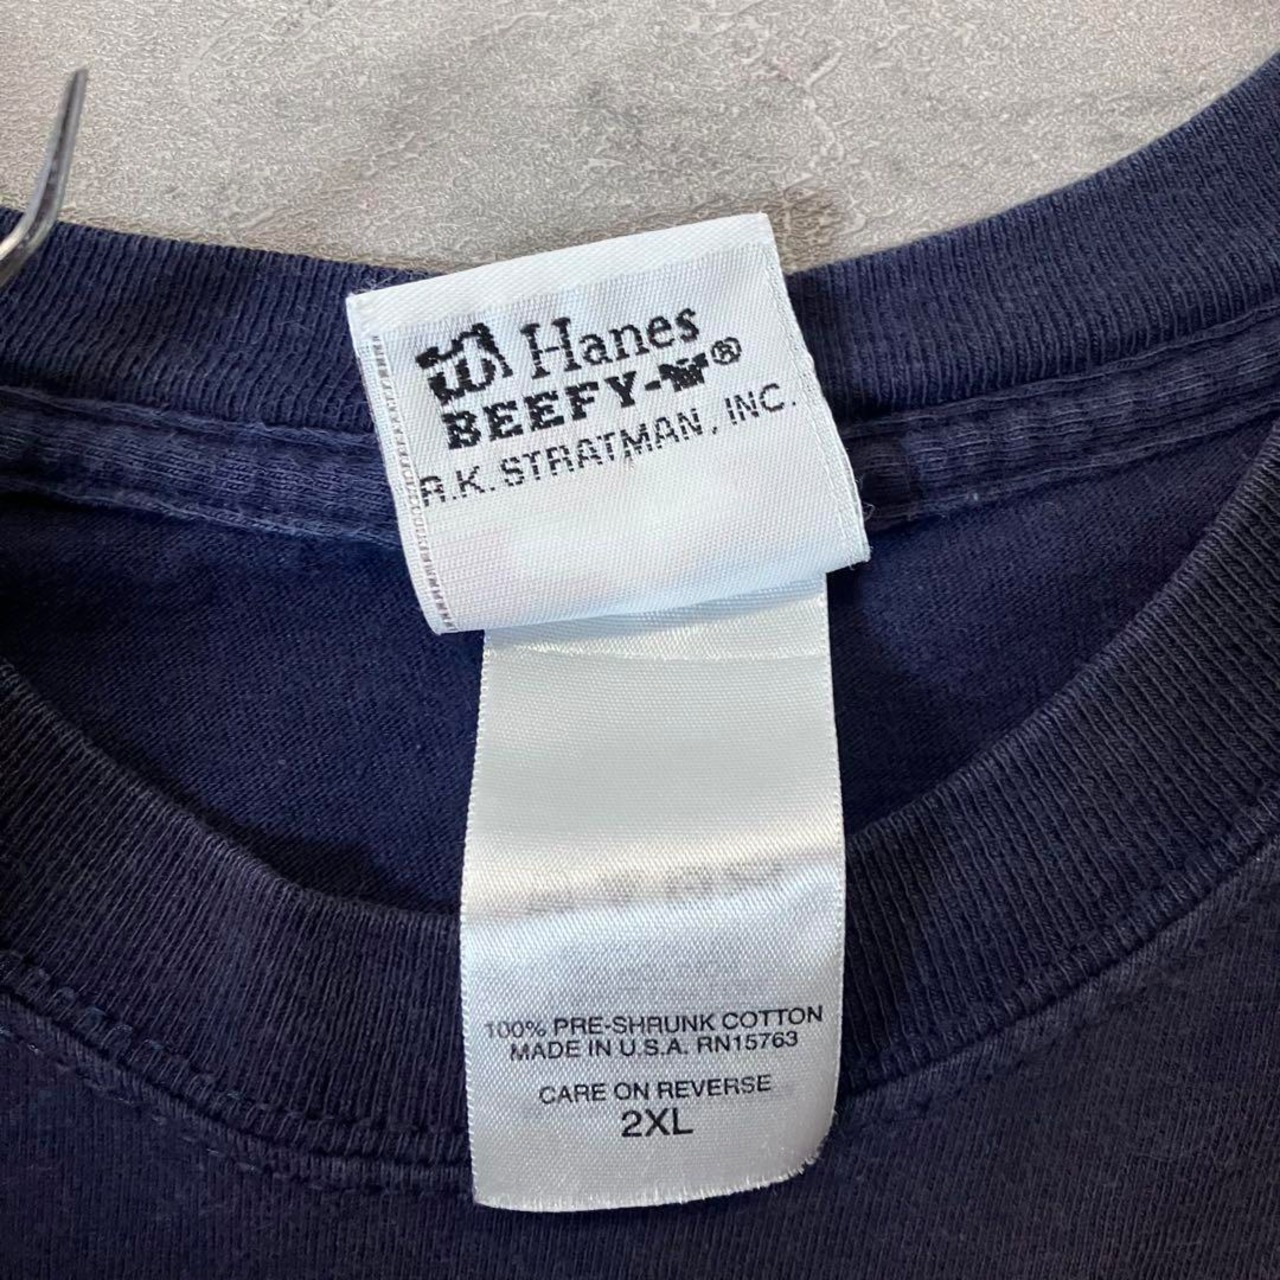 Hanes
BEEFY-T®
R.K. STRATMAN, INC.
100% PRE-SHRUNK COTTON
MADE IN U.S.A. RN15763
CARE ON REVERSE
2XL